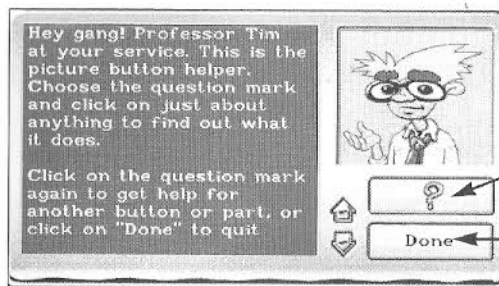 Hey gang! Professor Tim
at your service. This is the
picture button helper.
Choose the question mark
and click on just about
anything to find out what
it does.
Click on the question mark
again to get help for
another button or part, or
click on "Done" to quit
?
Done